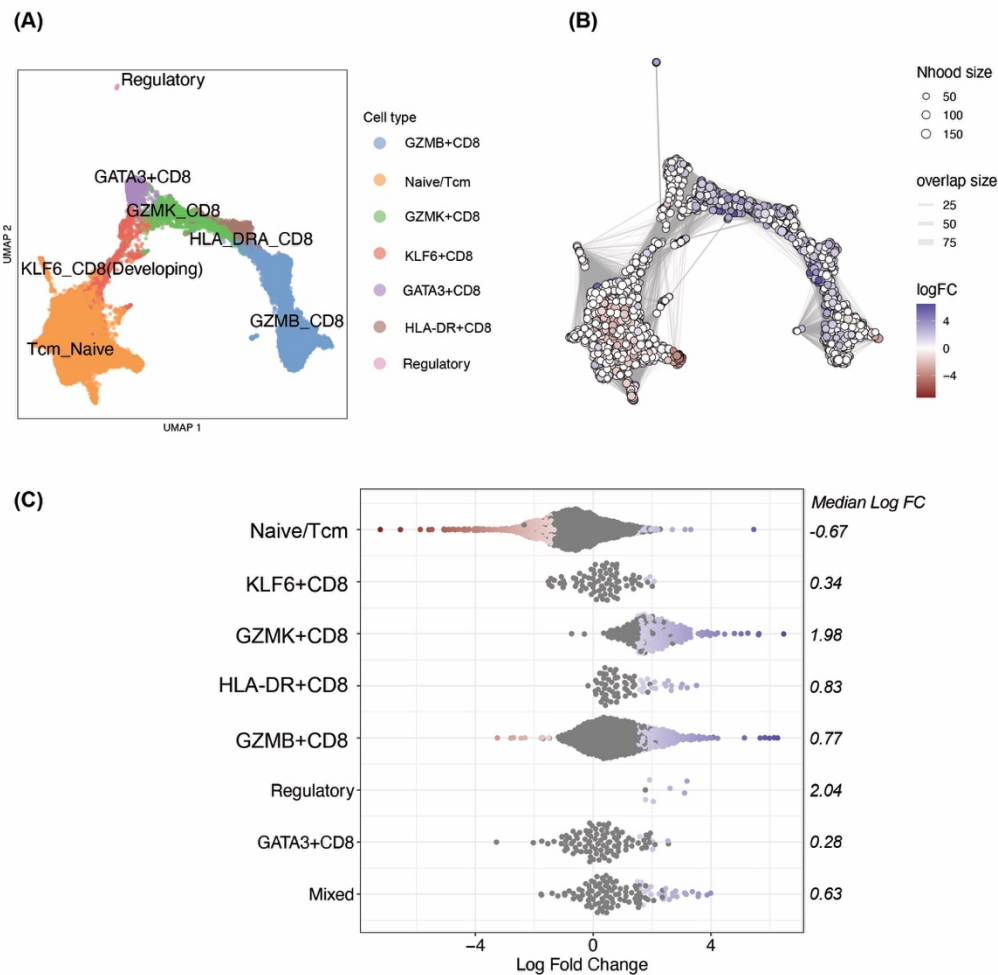 (A)
(B)
Regulatory
GATA3+CD8
GZMK_CD8
HLA_DRA_CD8
KLF6_CD8(Developing)
GZMB_CD8
Tcm_Naive
UMAP 2
UMAP 1
Cell type
GZMB+CD8
Naive/Tcm
GZMK+CD8
KLF6+CD8
GATA3+CD8
HLA-DR+CD8
Regulatory
Nhood size
50
100
150
overlap size
25
50
75
logFC
4
0
−4
(C)
Median Log FC
Naive/Tcm -0.67
KLF6+CD8 0.34
GZMK+CD8 1.98
HLA-DR+CD8 0.83
GZMB+CD8 0.77
Regulatory 2.04
GATA3+CD8 0.28
Mixed 0.63
−4 0 4
Log Fold Change